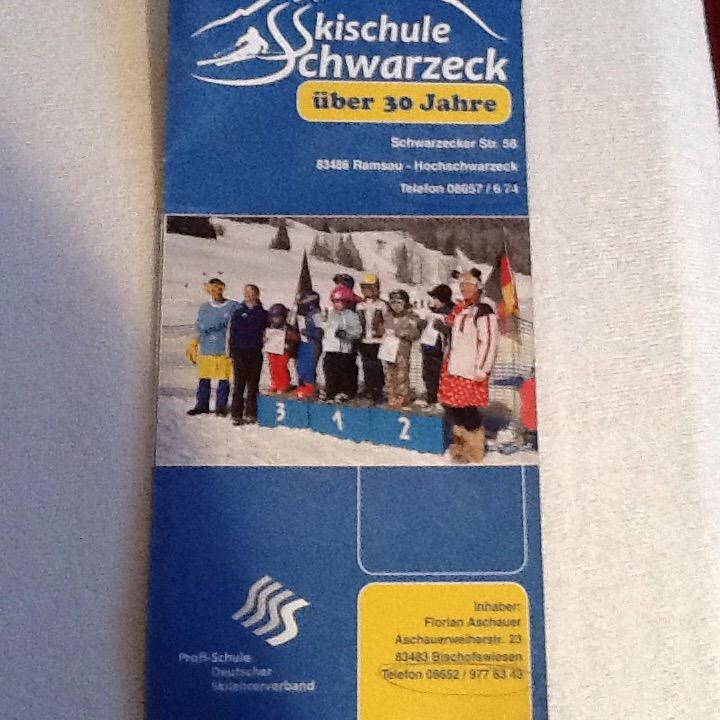 Skischule
Schwarzeck
über 30 Jahre
Schwarzecker Str. 58
83486 Ramsau - Hochschwarzeck
Telefon 08657 / 6 74
3 1 2
Profi-Schule
Deutscher
Skilehrerverband
Inhaber:
Florian Aschauer
Aschauerweiherstr. 23
83483 Bischofswiesen
Telefon 08652 / 977 63 43